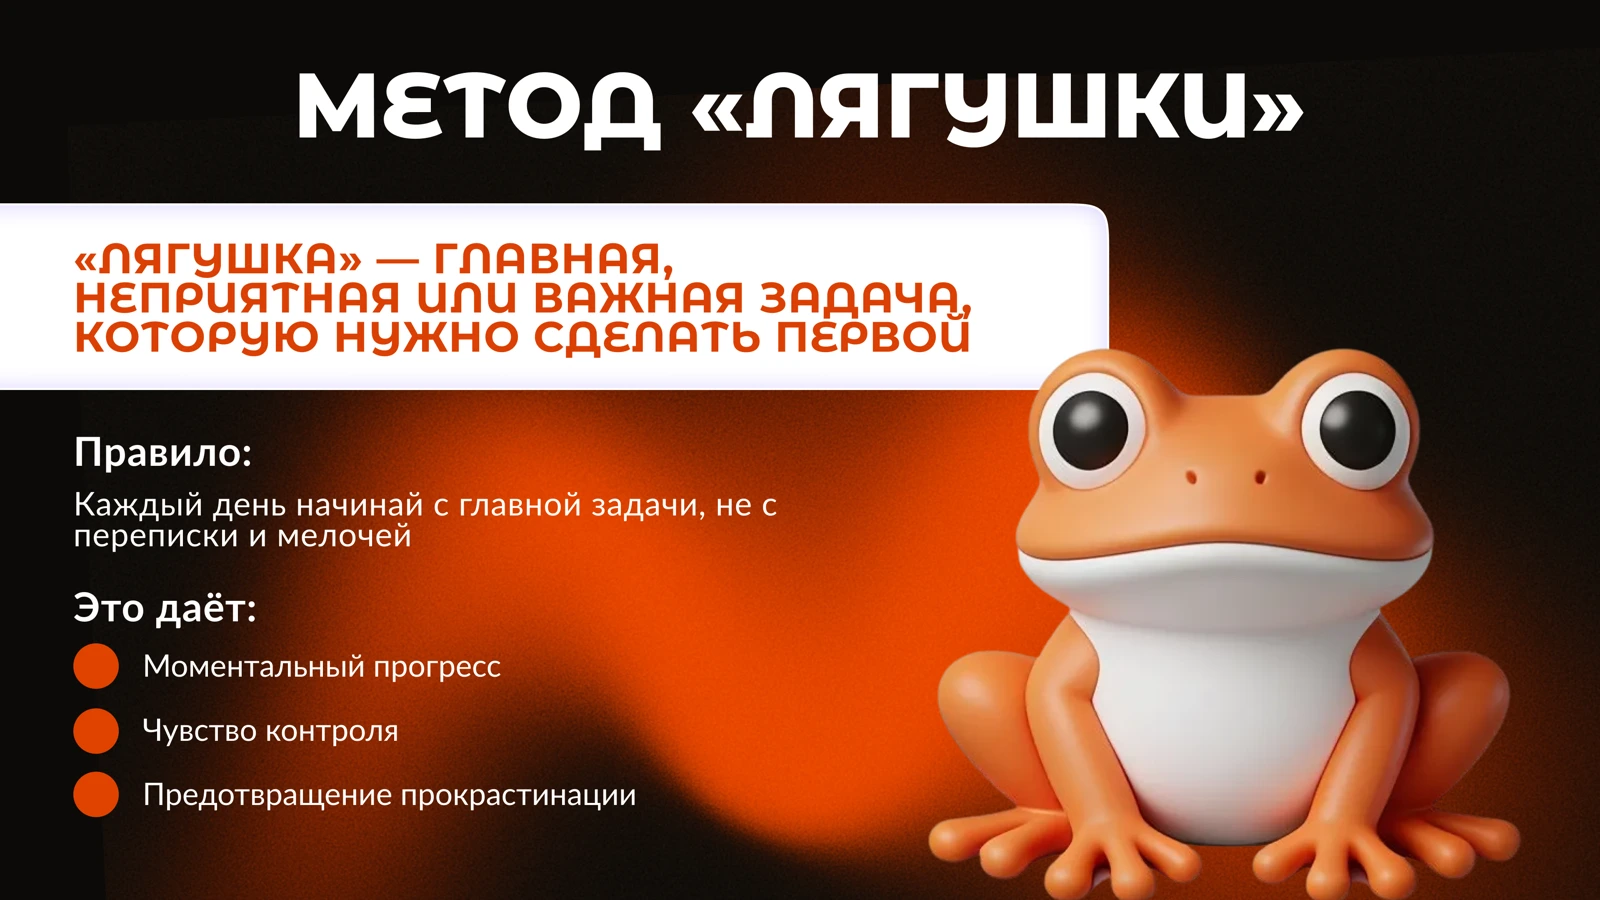 МЕТОД «ЛЯГУШКИ»
«ЛЯГУШКА» — ГЛАВНАЯ,
НЕПРИЯТНАЯ ИЛИ ВАЖНАЯ ЗАДАЧА,
КОТОРУЮ НУЖНО СДЕЛАТЬ ПЕРВОЙ
Правило:
Каждый день начинай с главной задачи, не с
переписки и мелочей
Это даёт:
Моментальный прогресс
Чувство контроля
Предотвращение прокрастинации